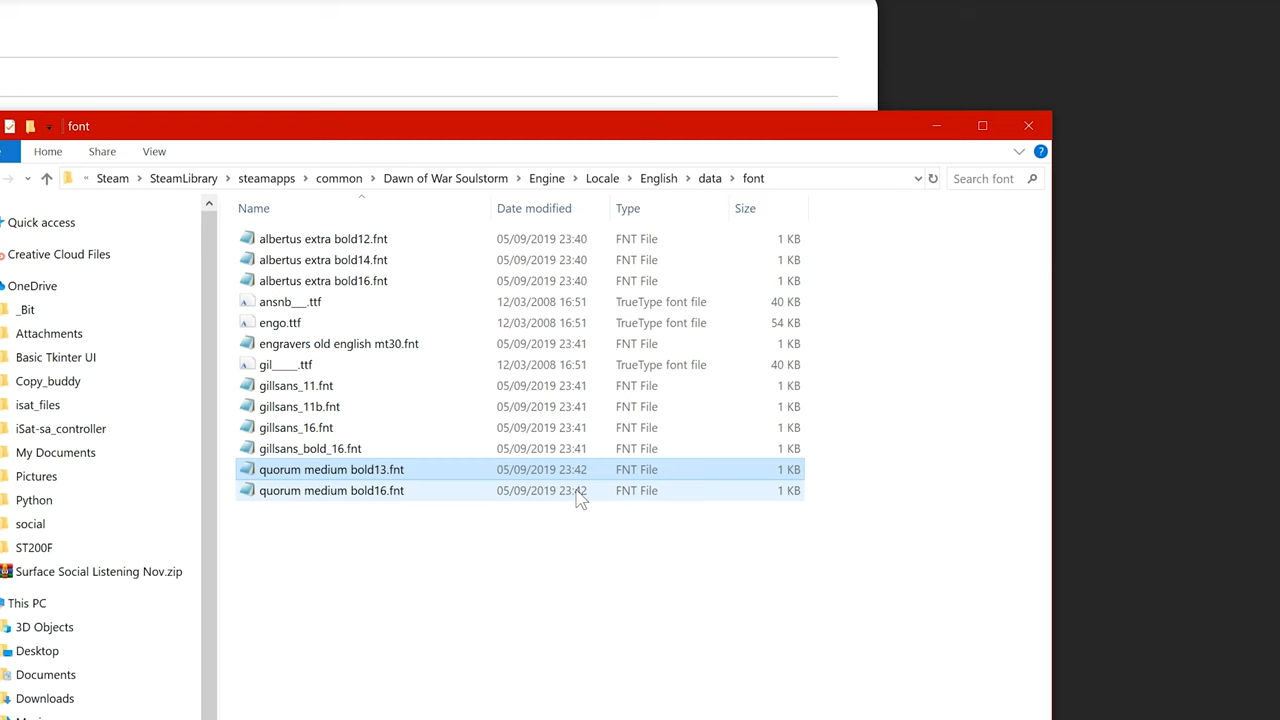 font
Home Share View
« Steam > SteamLibrary > steamapps > common > Dawn of War Soulstorm > Engine > Locale > English > data > font Search font
Name Date modified Type Size
Quick access
Creative Cloud Files
OneDrive
_Bit
Attachments
Basic Tkinter UI
Copy_buddy
isat_files
iSat-sa_controller
My Documents
Pictures
Python
social
ST200F
Surface Social Listening Nov.zip
This PC
3D Objects
Desktop
Documents
Downloads
albertus extra bold12.fnt 05/09/2019 23:40 FNT File 1 KB
albertus extra bold14.fnt 05/09/2019 23:40 FNT File 1 KB
albertus extra bold16.fnt 05/09/2019 23:40 FNT File 1 KB
ansnb___.ttf 12/03/2008 16:51 TrueType font file 40 KB
engo.ttf 12/03/2008 16:51 TrueType font file 54 KB
engravers old english mt30.fnt 05/09/2019 23:40 FNT File 1 KB
gil_____.ttf 12/03/2008 16:51 TrueType font file 40 KB
gillsans_11.fnt 05/09/2019 23:41 FNT File 1 KB
gillsans_11b.fnt 05/09/2019 23:41 FNT File 1 KB
gillsans_16.fnt 05/09/2019 23:41 FNT File 1 KB
gillsans_bold_16.fnt 05/09/2019 23:41 FNT File 1 KB
quorum medium bold13.fnt 05/09/2019 23:42 FNT File 1 KB
quorum medium bold16.fnt 05/09/2019 23:42 FNT File 1 KB